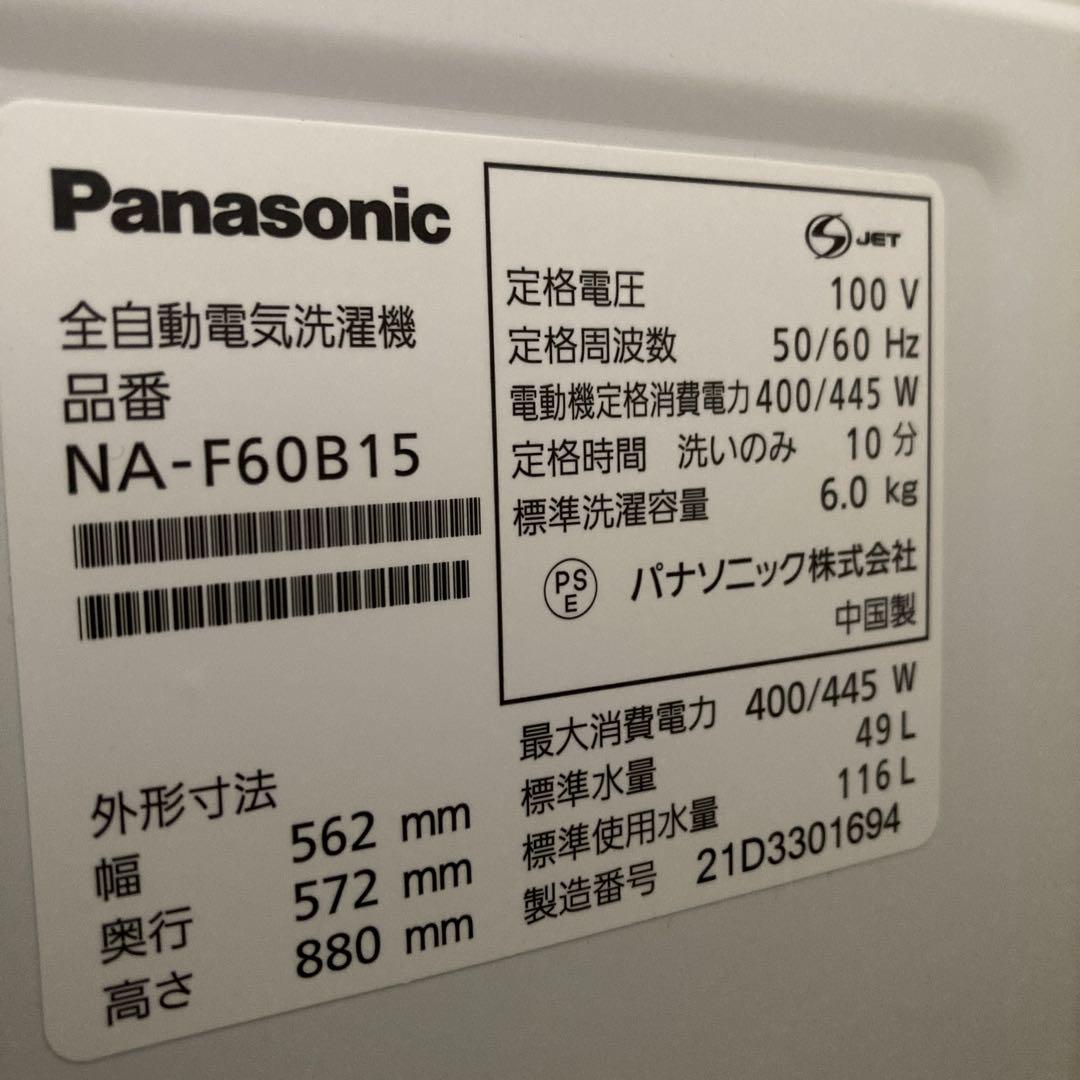 Panasonic
全自動電気洗濯機
品番
NA-F60B15
外形寸法
幅 562 mm
奥行 572 mm
高さ 880 mm
JET
定格電圧 100 V
定格周波数 50/60 Hz
電動機定格消費電力 400/445 W
定格時間 洗いのみ 10 分
標準洗濯容量 6.0 kg
PS
E
パナソニック株式会社
中国製
最大消費電力 400/445 W
標準水量 49 L
標準使用水量 116 L
製造番号 21D3301694